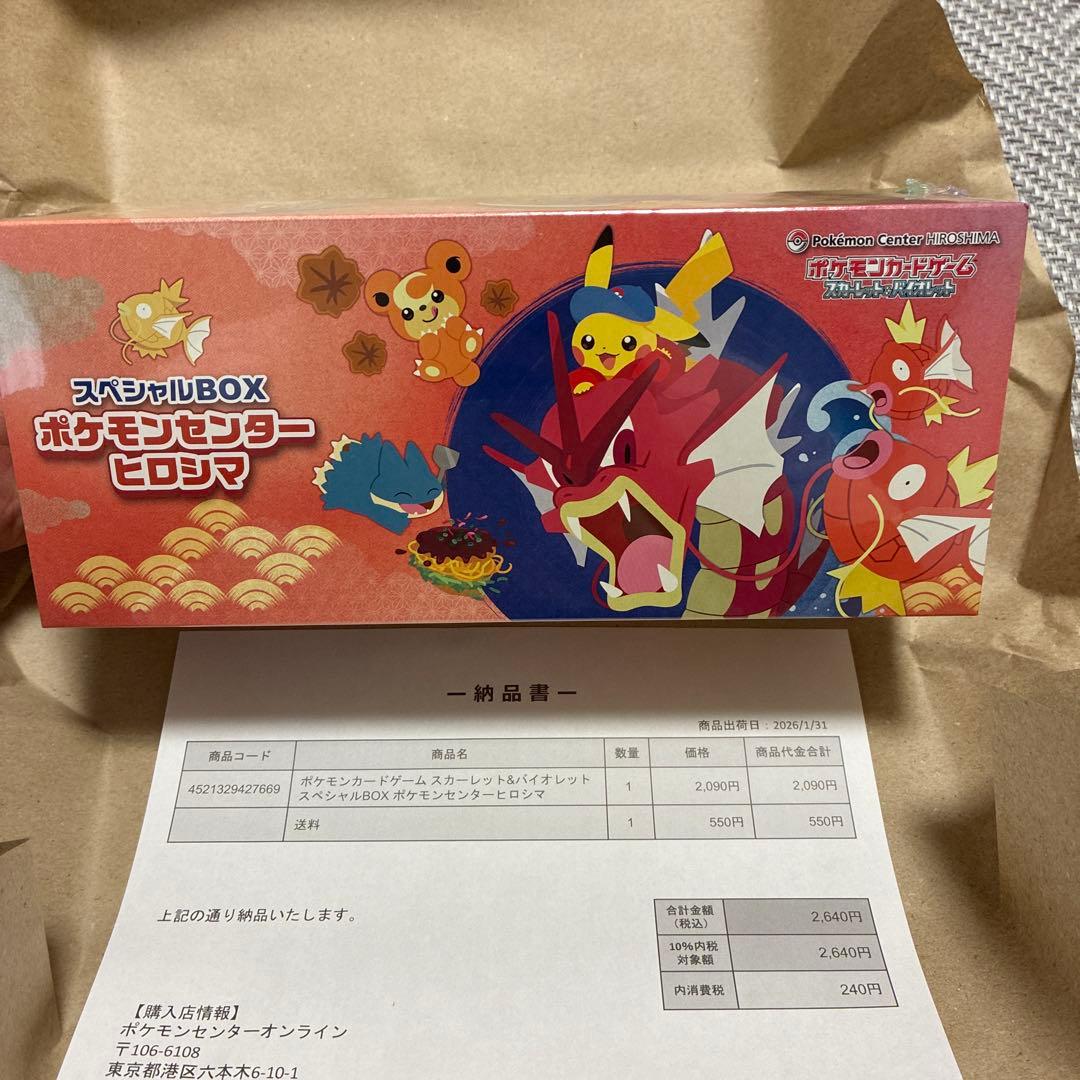 Pokémon Center HIROSHIMA
ポケモンカードゲーム
スカーレット&バイオレット
スペシャルBOX
ポケモンセンター
ヒロシマ
ー納品書ー
商品出荷日：2026/1/31
商品コード 商品名 数量 価格 商品代金合計
4521329427669 ポケモンカードゲーム スカーレット&バイオレット
スペシャルBOX ポケモンセンターヒロシマ 1 2,090円 2,090円
送料 1 550円 550円
上記の通り納品いたします。
合計金額
（税込） 2,640円
10%内税
対象額 2,640円
内消費税 240円
【購入店情報】
ポケモンセンターオンライン
〒106-6108
東京都港区六本木6-10-1